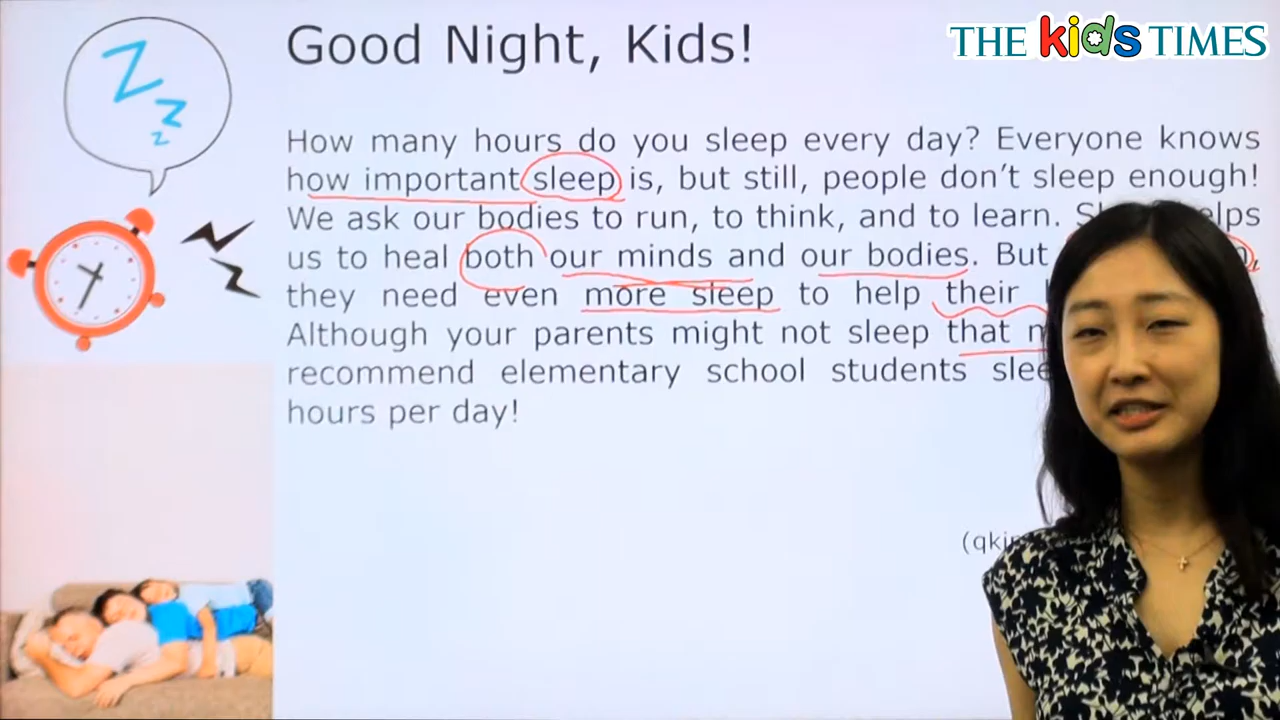 THE kids TIMES
Good Night, Kids!
Z
Z
Z
How many hours do you sleep every day? Everyone knows
how important sleep is, but still, people don't sleep enough!
We ask our bodies to run, to think, and to learn.
us to heal both our minds and our bodies. But
they need even more sleep to help their
Although your parents might not sleep that
recommend elementary school students
hours per day!